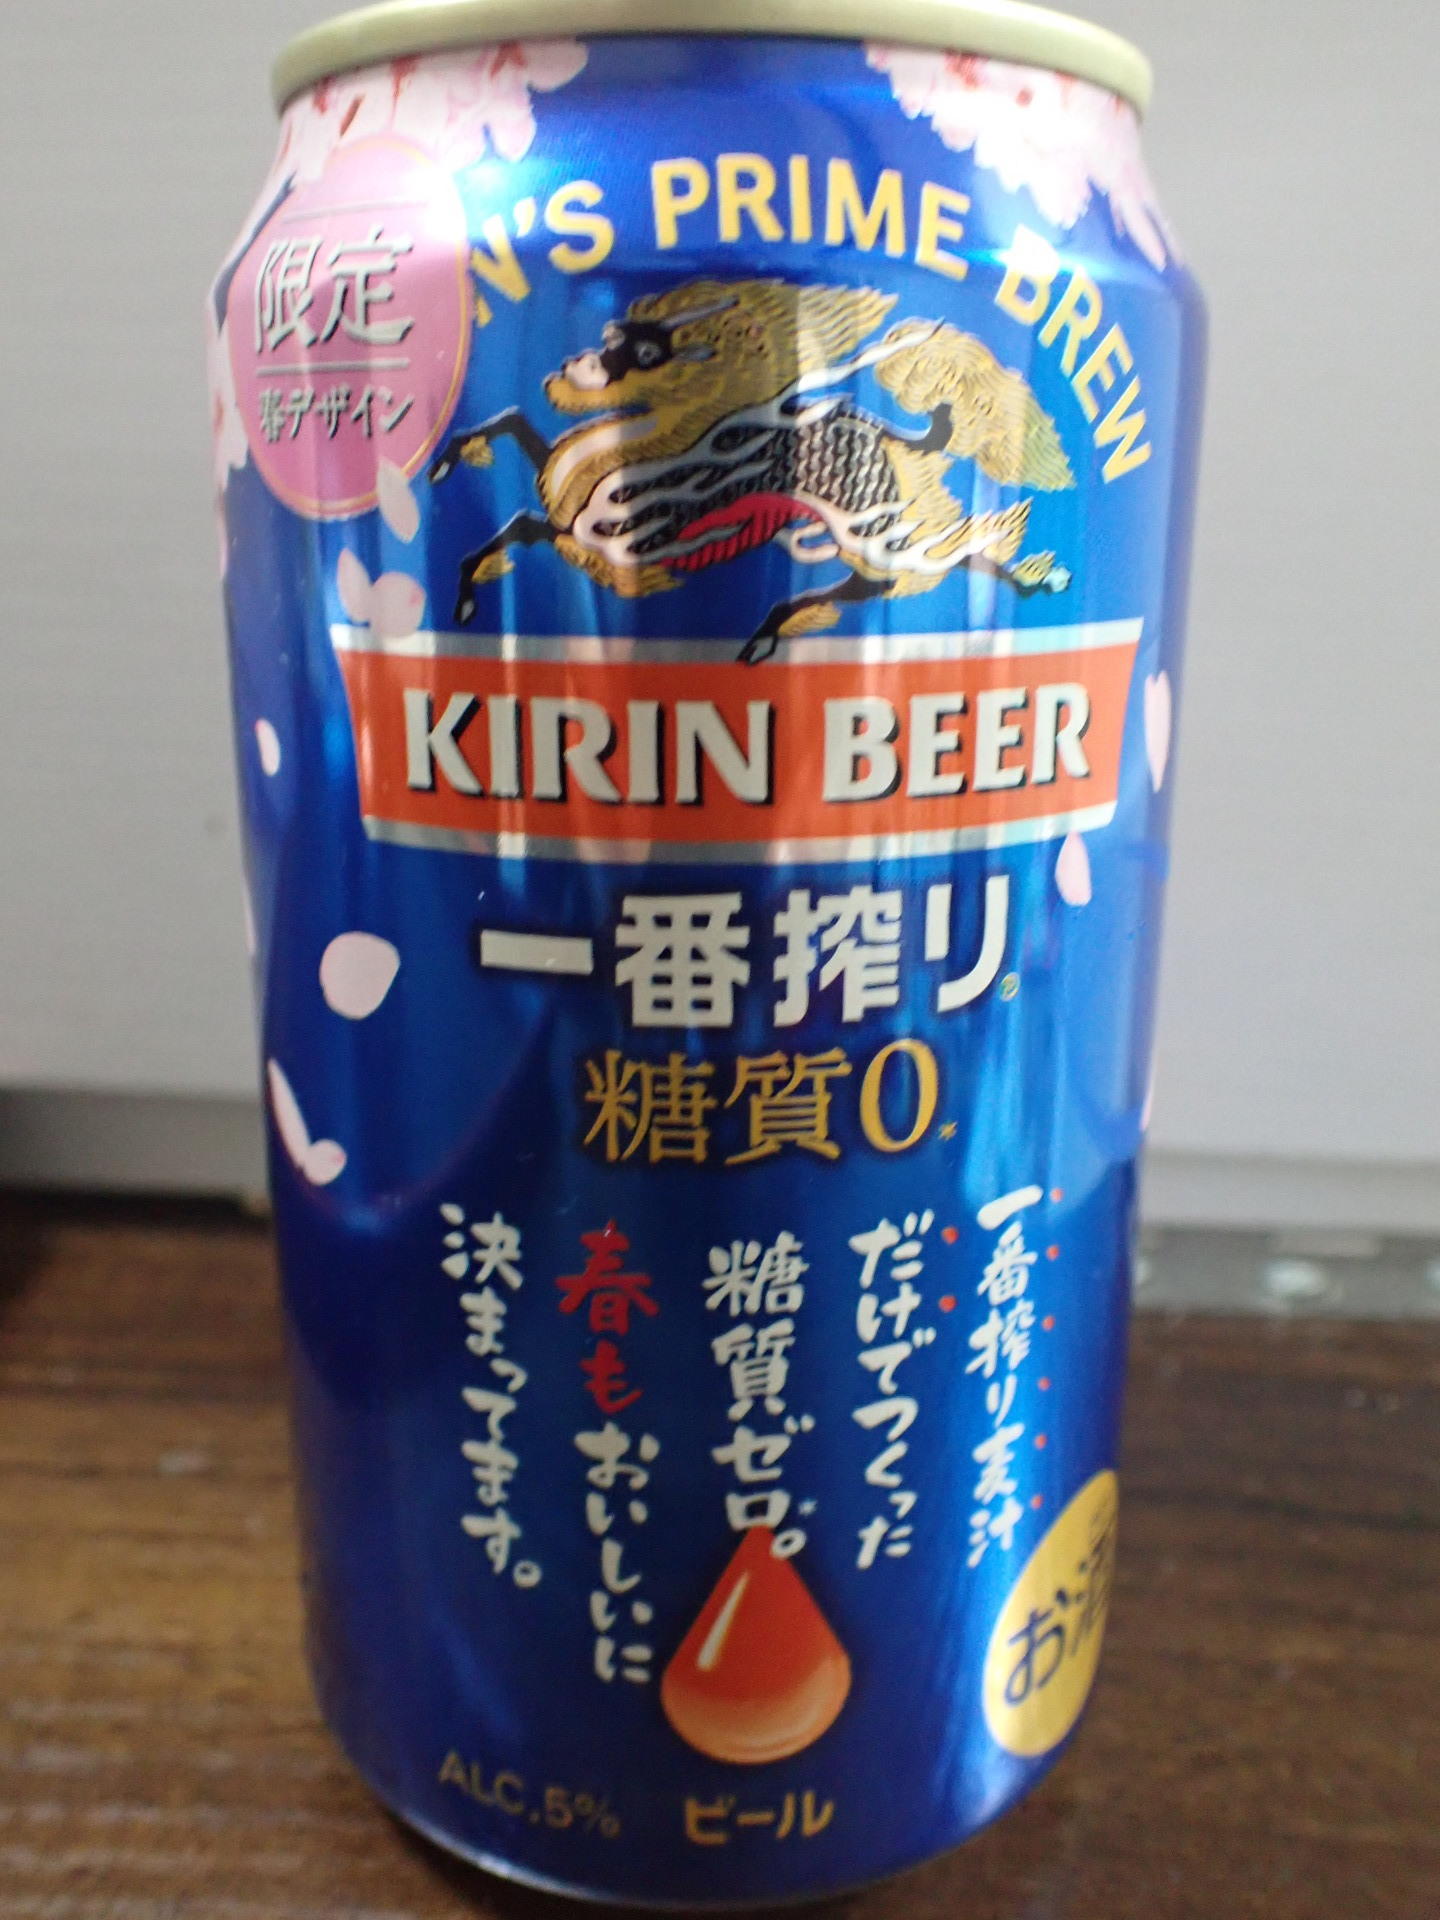 限定
春デザイン
N'S PRIME BREW
KIRIN BEER
一番搾り®
糖質0*
一番搾り麦汁
だけでつくった
糖質ゼロ*。
春もおいしいに
決まってます。
お酒
ALC.5% ビール